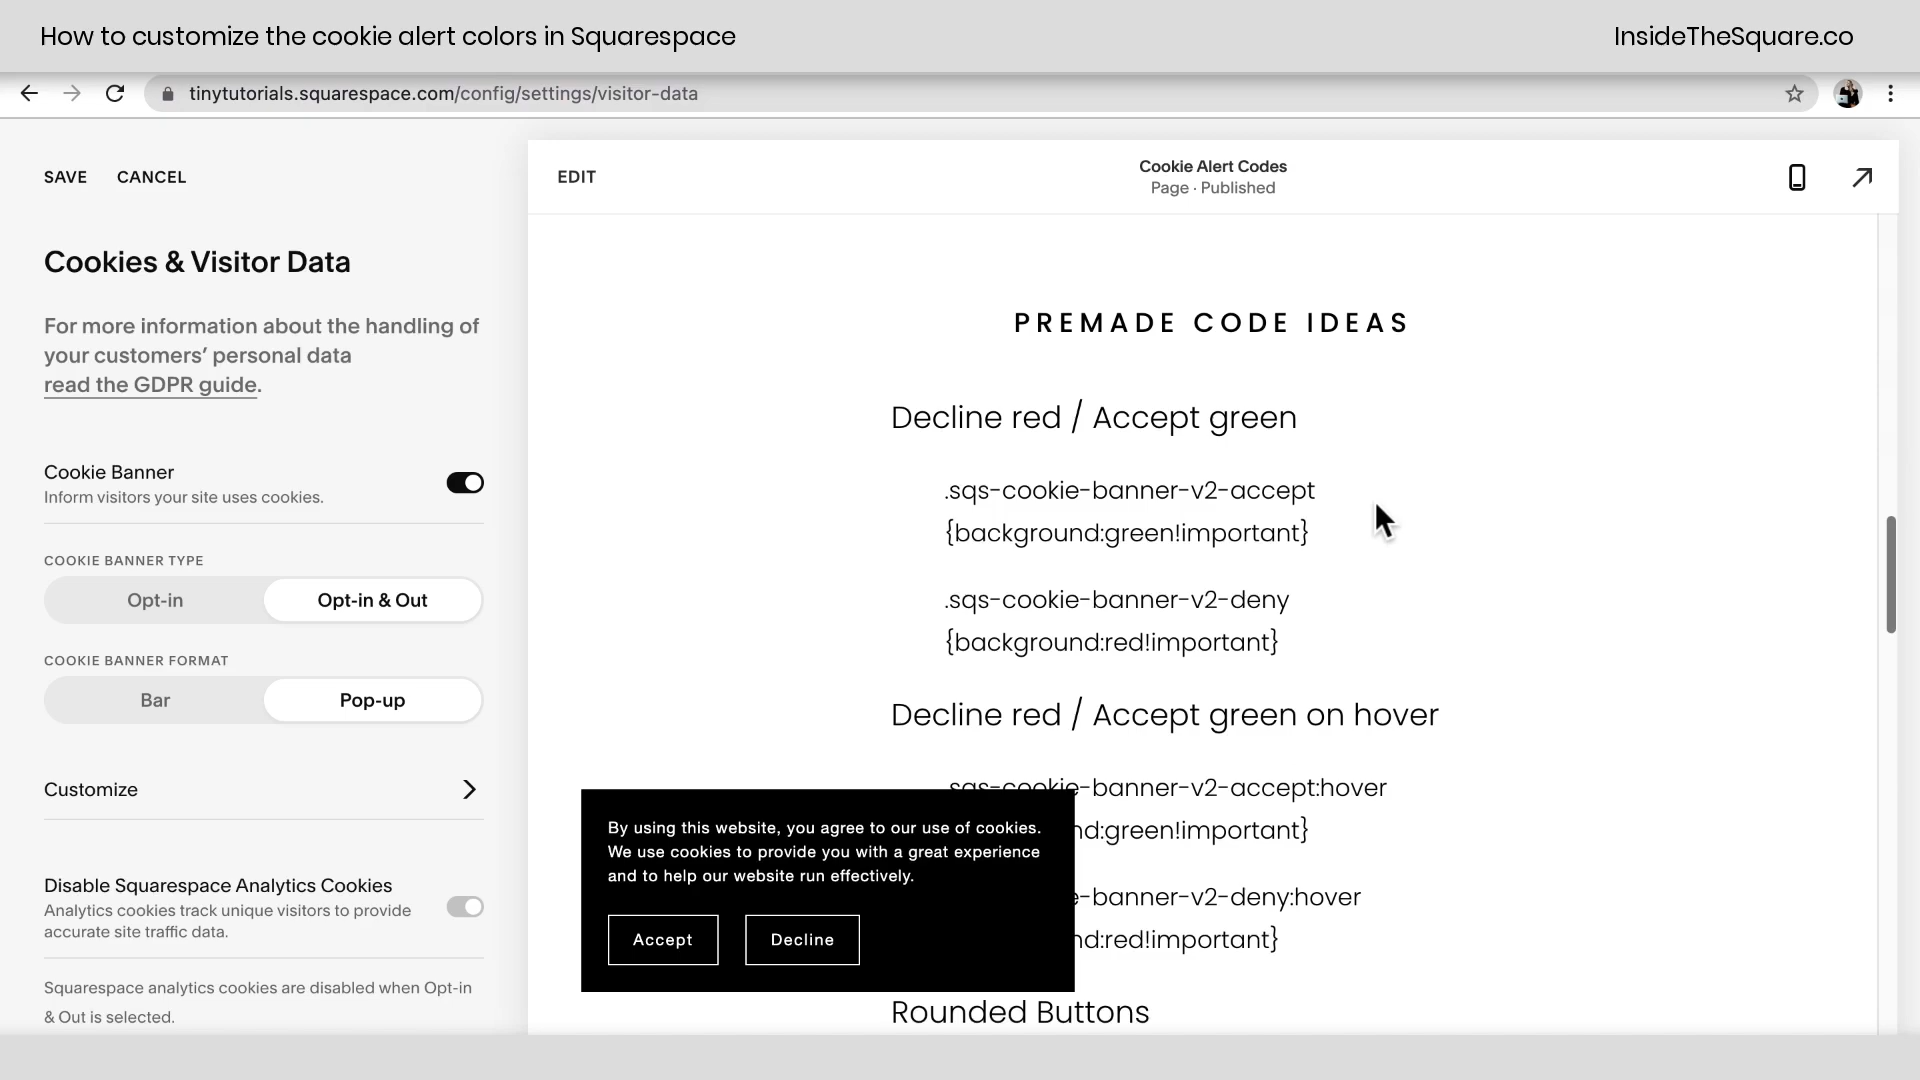 How to customize the cookie alert colors in Squarespace
InsideTheSquare.co
tinytutorials.squarespace.com/config/settings/visitor-data
SAVE CANCEL
Cookies & Visitor Data
For more information about the handling of
your customers’ personal data
read the GDPR guide.
Cookie Banner
Inform visitors your site uses cookies.
COOKIE BANNER TYPE
Opt-in Opt-in & Out
COOKIE BANNER FORMAT
Bar Pop-up
Customize
Disable Squarespace Analytics Cookies
Analytics cookies track unique visitors to provide
accurate site traffic data.
Squarespace analytics cookies are disabled when Opt-in
& Out is selected.
EDIT
Cookie Alert Codes
Page · Published
PREMADE CODE IDEAS
Decline red / Accept green
.sqs-cookie-banner-v2-accept
{background:green!important}
.sqs-cookie-banner-v2-deny
{background:red!important}
Decline red / Accept green on hover
.sqs-cookie-banner-v2-accept:hover
nd:green!important}
e-banner-v2-deny:hover
nd:red!important}
By using this website, you agree to our use of cookies.
We use cookies to provide you with a great experience
and to help our website run effectively.
Accept Decline
Rounded Buttons